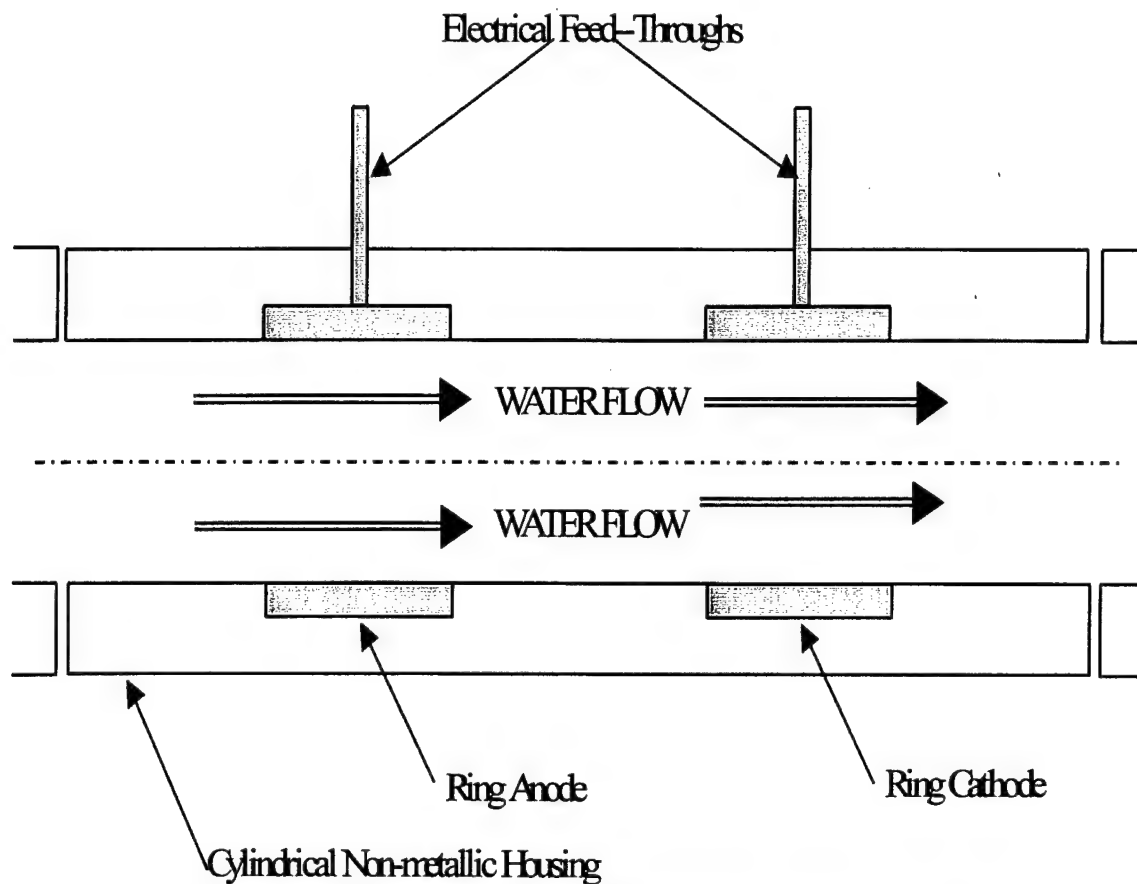 Electrical Feed-Throughs
WATER FLOW
WATER FLOW
Ring Anode
Ring Cathode
Cylindrical Non-metallic Housing